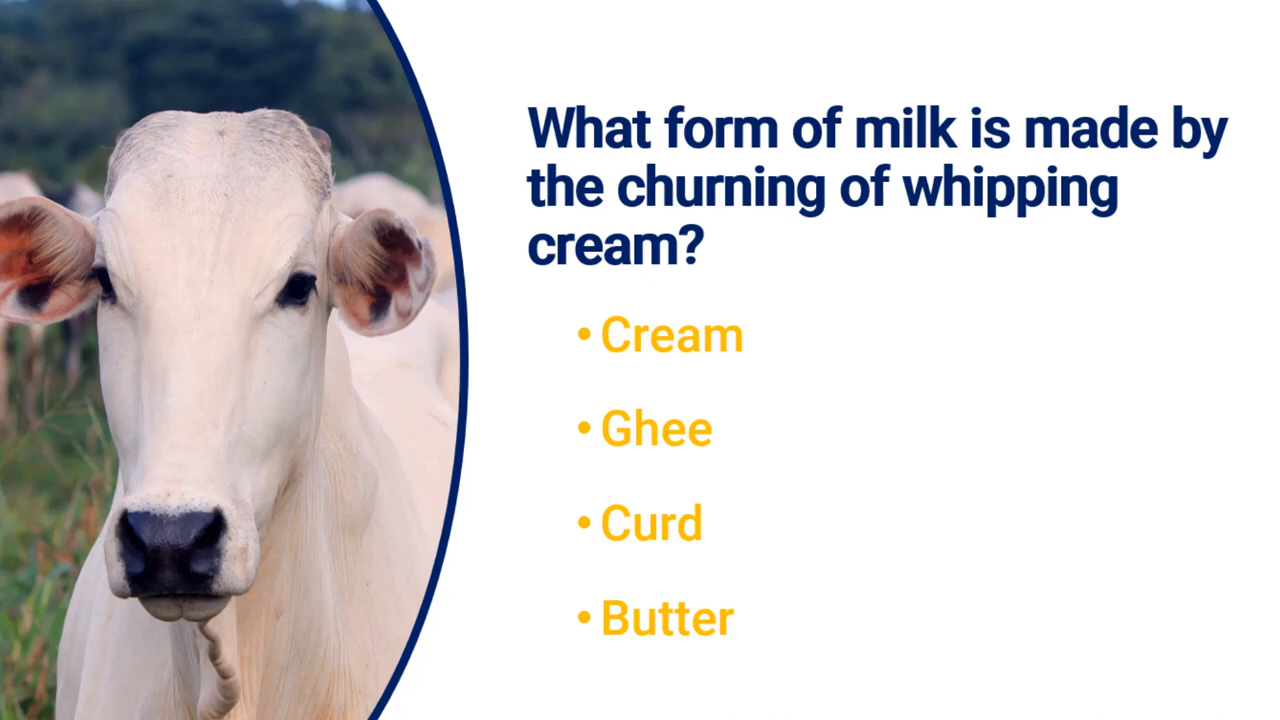 What form of milk is made by
the churning of whipping
cream?
• Cream
• Ghee
• Curd
• Butter